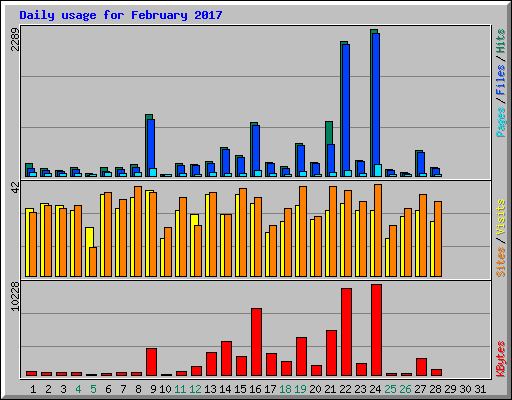 Daily usage for February 2017
2289
Pages / Files / Hits
42
Sites / Visits
10228
KBytes
1 2 3 4 5 6 7 8 9 10 11 12 13 14 15 16 17 18 19 20 21 22 23 24 25 26 27 28 29 30 31